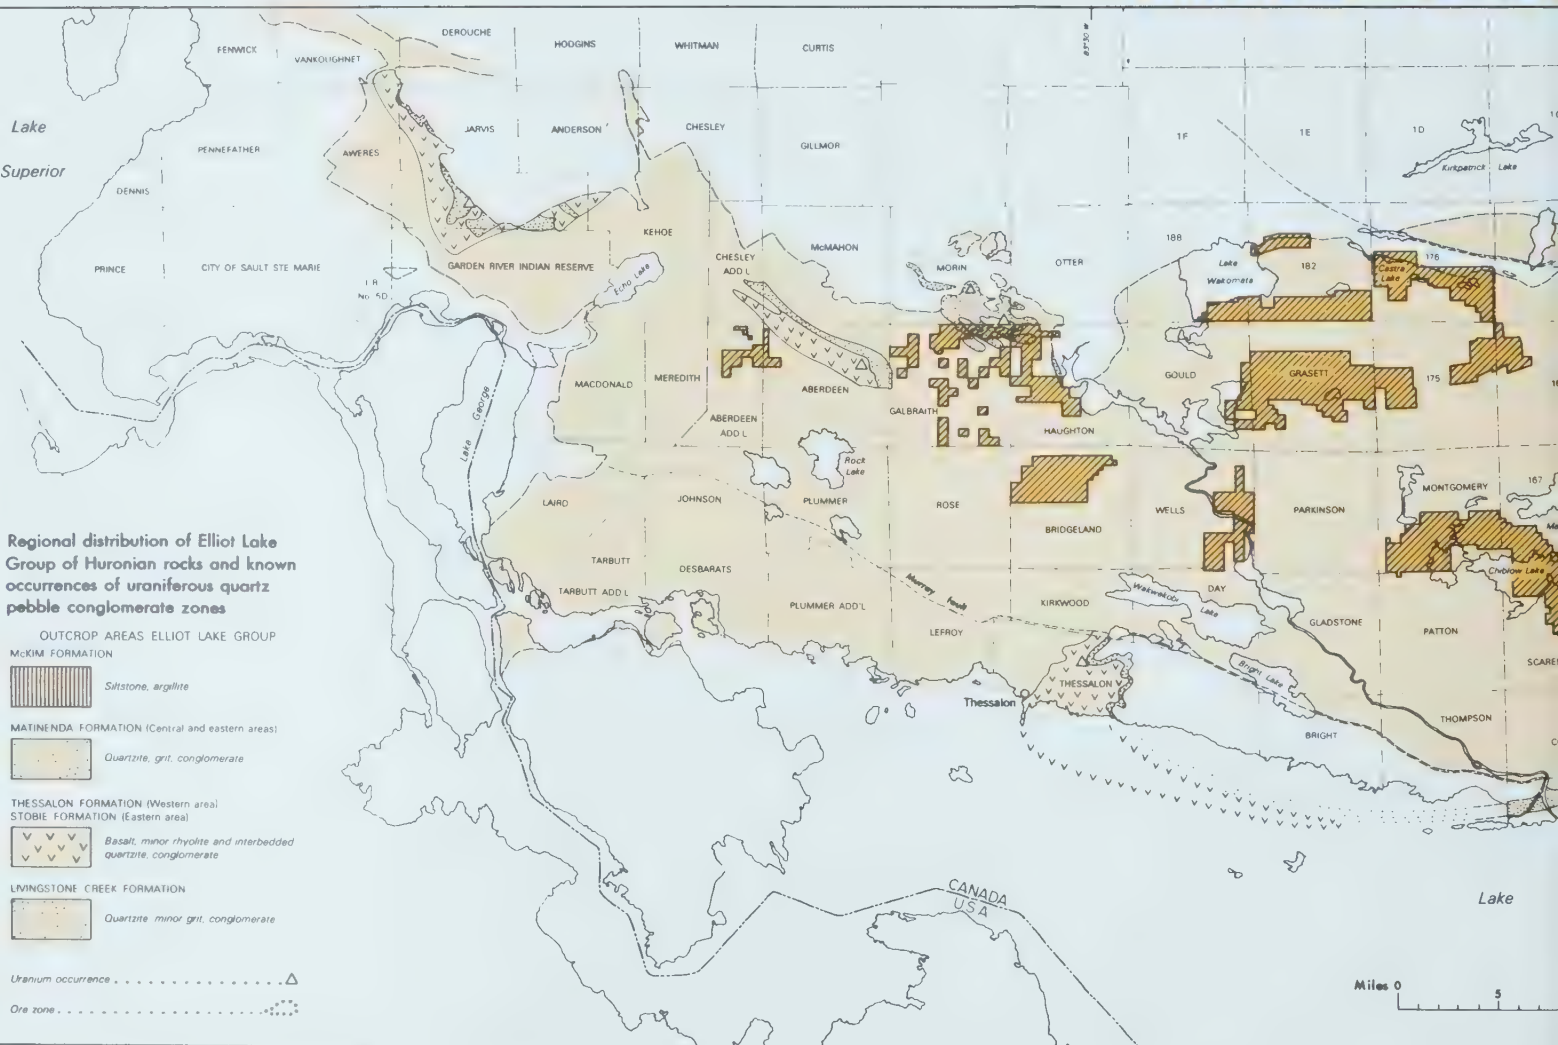 FENWICK
VANKOUGHNET
DEROUCHE
HODGINS
WHITMAN
CURTIS
83°30' W
Lake
Superior
PENNEFATHER
AWERES
JARVIS
ANDERSON
CHESLEY
GILLMOR
1F
1E
1D
Kirkpatrick Lake
DENNIS
PRINCE
CITY OF SAULT STE MARIE
I R
No 5D
GARDEN RIVER INDIAN RESERVE
KEHOE
Echo Lake
CHESLEY
ADD L
McMAHON
MORIN
OTTER
188
Lake
Wakomata
182
Castra
Lake
176
Lake George
MACDONALD
MEREDITH
ABERDEEN
ABERDEEN
ADD L
GALBRAITH
HAUGHTON
GOULD
GRASETT
175
Rock
Lake
LAIRD
JOHNSON
PLUMMER
ROSE
BRIDGELAND
WELLS
PARKINSON
MONTGOMERY
167
TARBUTT
TARBUTT ADD L
DESBARATS
PLUMMER ADD'L
Murray Fault
LEFROY
KIRKWOOD
Wakwekobi
Lake
DAY
GLADSTONE
PATTON
Chiblow Lake
SCARE
Bright Lake
THESSALON
Thessalon
BRIGHT
THOMPSON
CANADA
USA
Lake
Miles 0
5
Regional distribution of Elliot Lake
Group of Huronian rocks and known
occurrences of uraniferous quartz
pebble conglomerate zones
OUTCROP AREAS ELLIOT LAKE GROUP
McKIM FORMATION
Siltstone, argillite
MATINENDA FORMATION (Central and eastern areas)
Quartzite, grit, conglomerate
THESSALON FORMATION (Western area)
STOBIE FORMATION (Eastern area)
Basalt, minor rhyolite and interbedded
quartzite, conglomerate
LIVINGSTONE CREEK FORMATION
Quartzite minor grit, conglomerate
Uranium occurrence
Ore zone